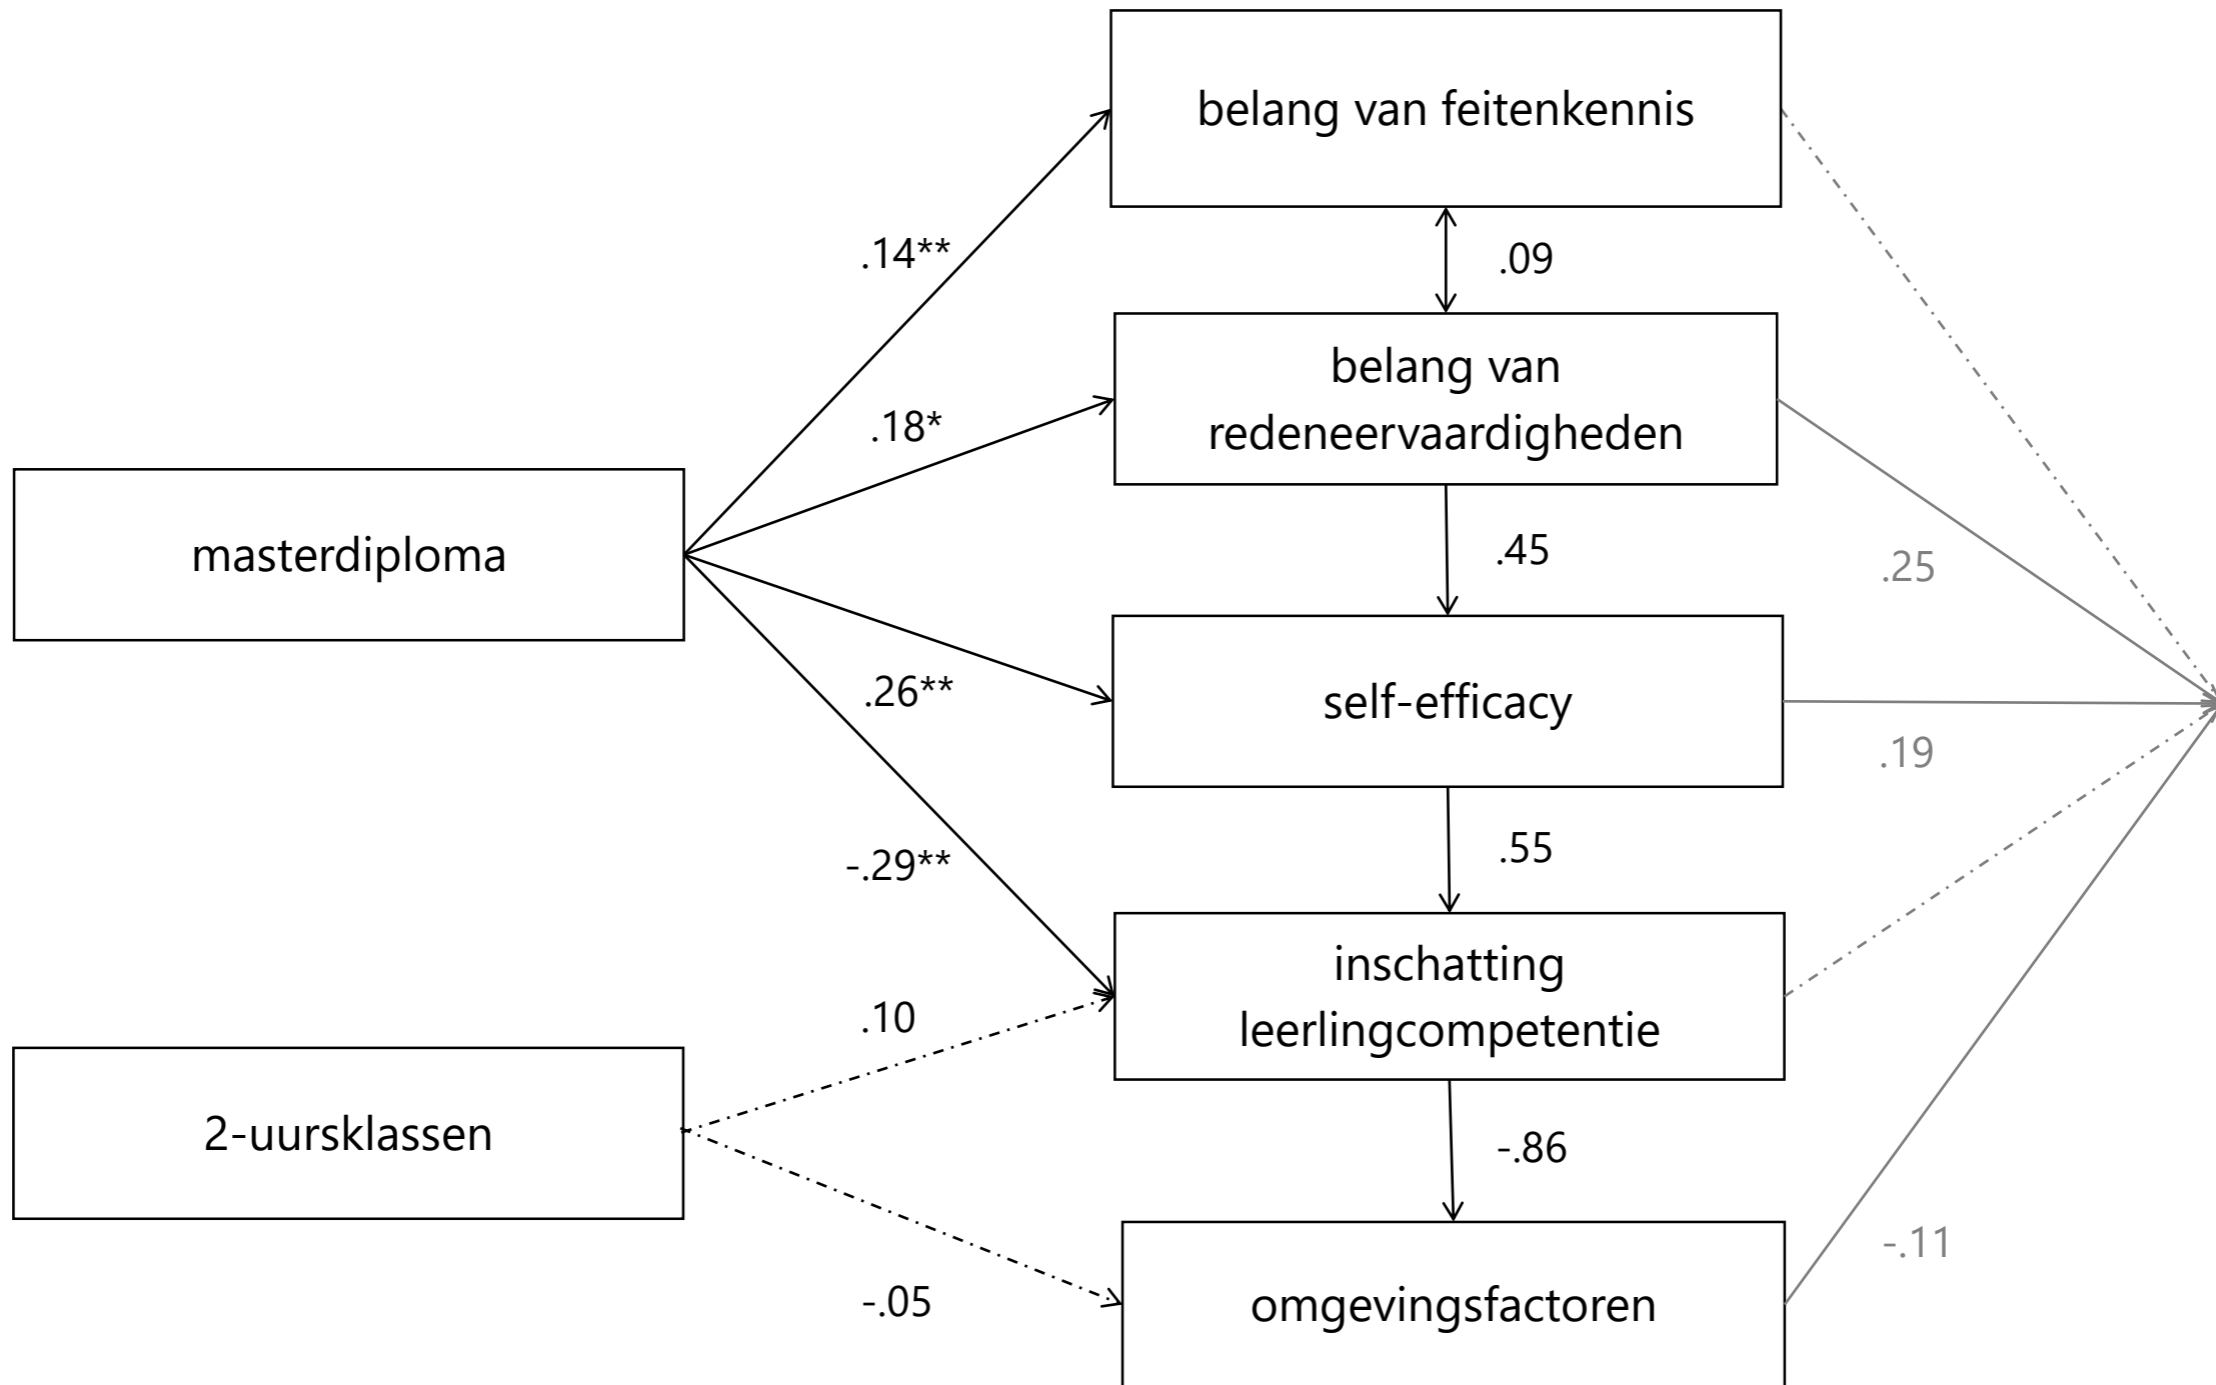 belang van feitenkennis
.14**
.09
belang van
redeneervaardigheden
.18*
masterdiploma
.45
.25
self-efficacy
.26**
.19
-.29**
.55
inschatting
leerlingcompetentie
.10
2-uursklassen
-.86
-.11
-.05
omgevingsfactoren